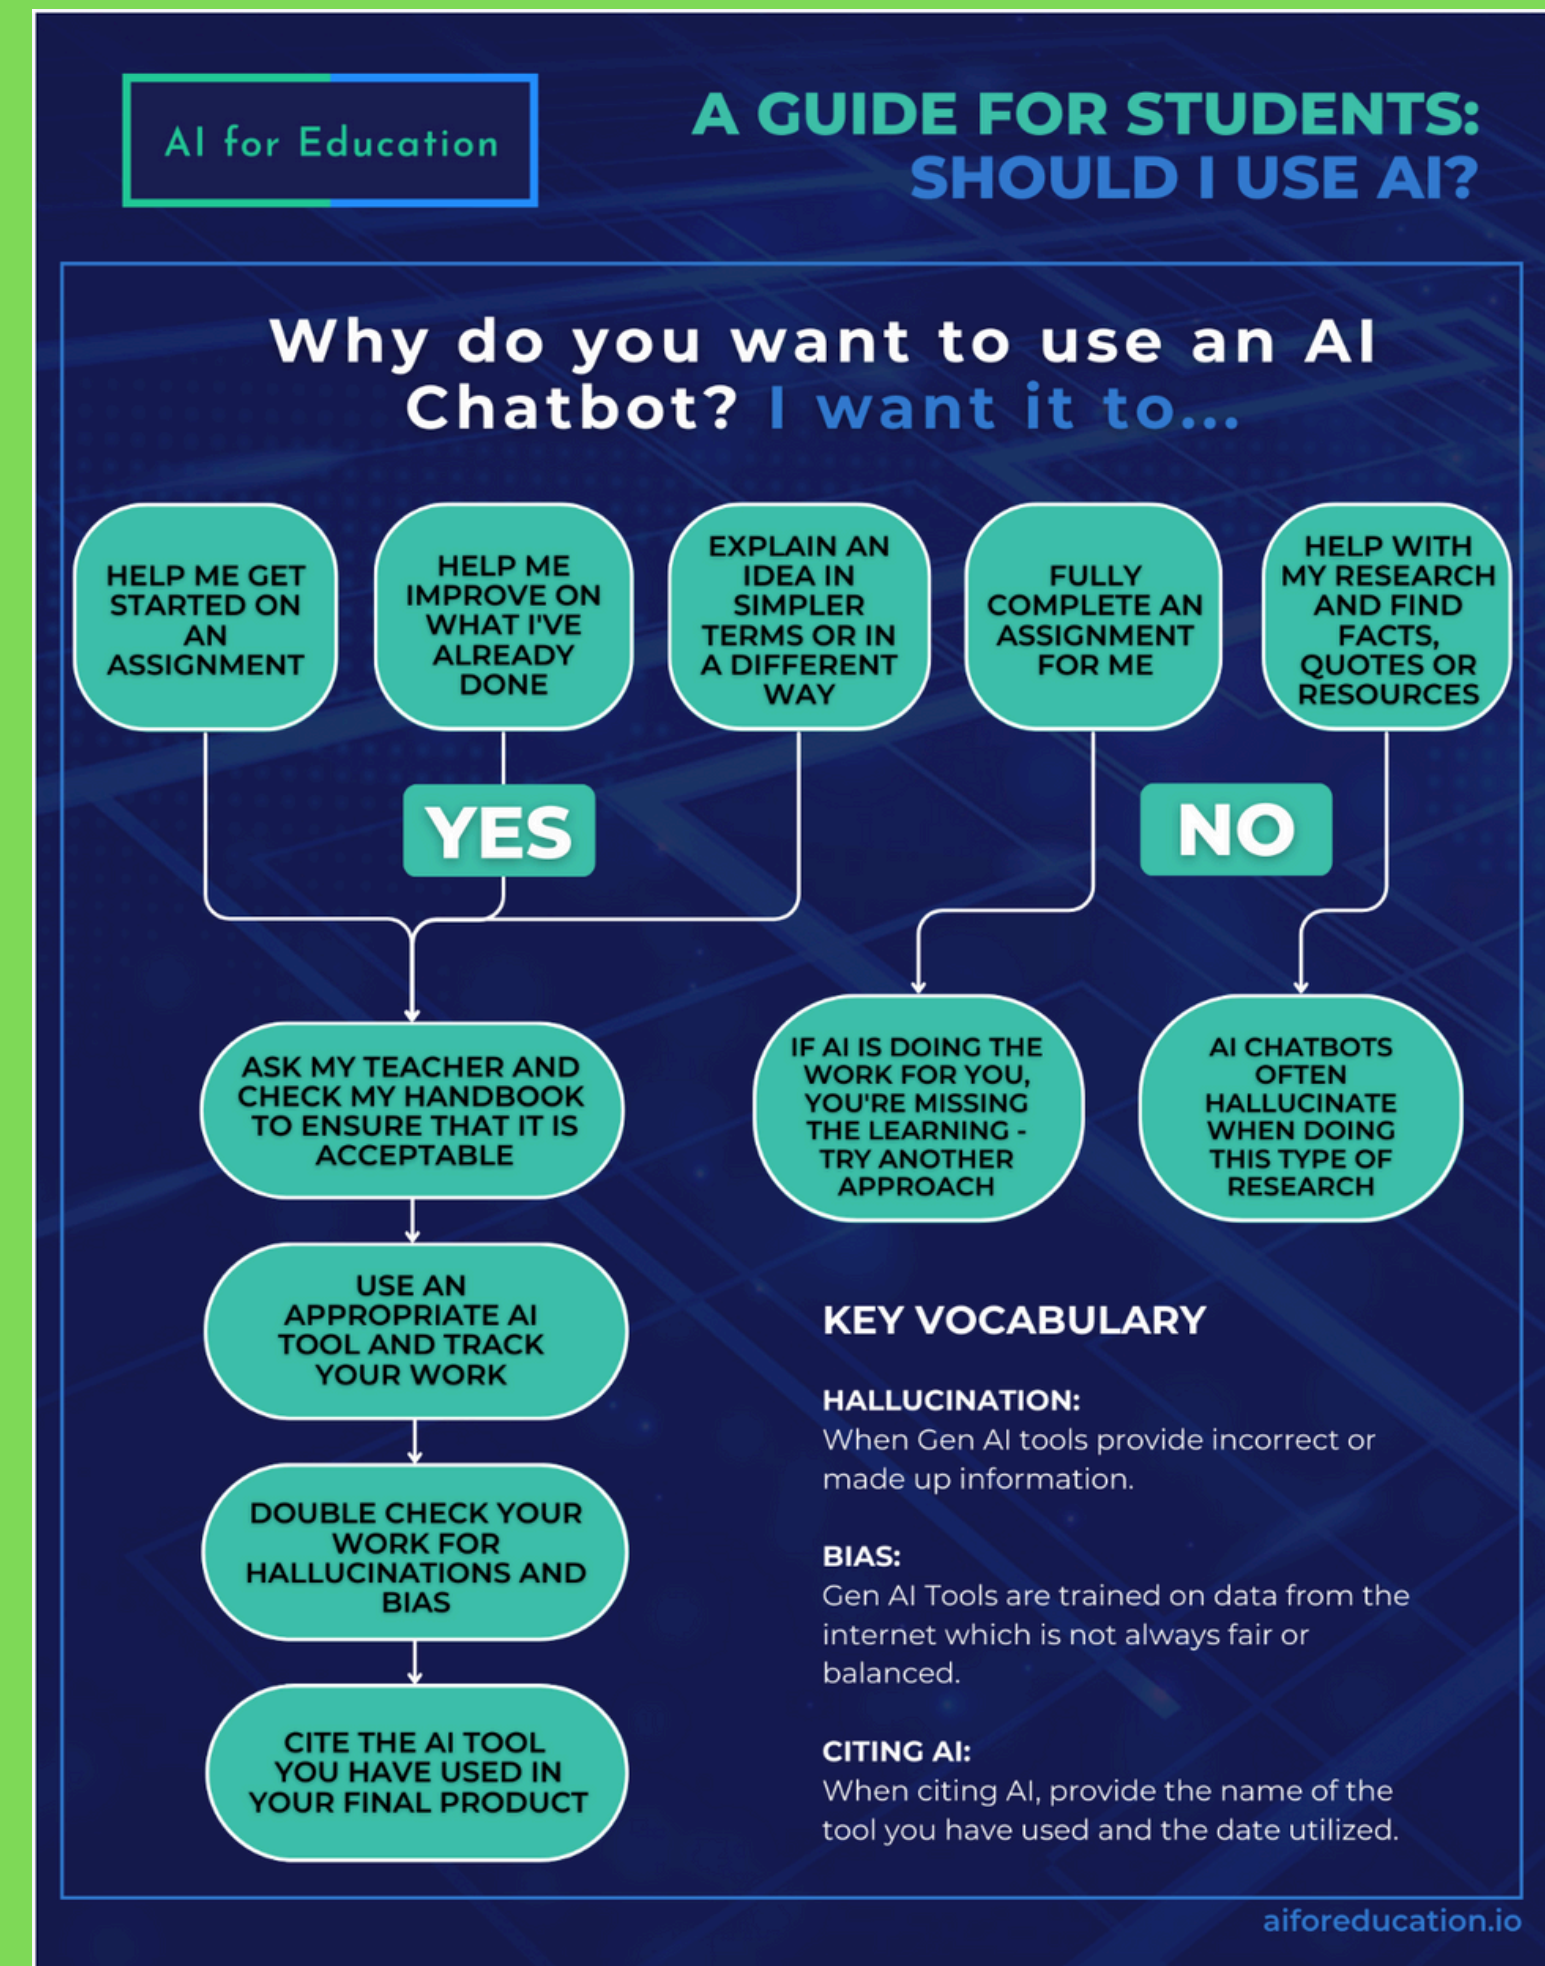 AI for Education
A GUIDE FOR STUDENTS:
SHOULD I USE AI?
Why do you want to use an AI
Chatbot? I want it to...
HELP ME GET
STARTED ON
AN
ASSIGNMENT
HELP ME
IMPROVE ON
WHAT I'VE
ALREADY
DONE
EXPLAIN AN
IDEA IN
SIMPLER
TERMS OR IN
A DIFFERENT
WAY
FULLY
COMPLETE AN
ASSIGNMENT
FOR ME
HELP WITH
MY RESEARCH
AND FIND
FACTS,
QUOTES OR
RESOURCES
YES
NO
ASK MY TEACHER AND
CHECK MY HANDBOOK
TO ENSURE THAT IT IS
ACCEPTABLE
USE AN
APPROPRIATE AI
TOOL AND TRACK
YOUR WORK
DOUBLE CHECK YOUR
WORK FOR
HALLUCINATIONS AND
BIAS
CITE THE AI TOOL
YOU HAVE USED IN
YOUR FINAL PRODUCT
IF AI IS DOING THE
WORK FOR YOU,
YOU'RE MISSING
THE LEARNING -
TRY ANOTHER
APPROACH
AI CHATBOTS
OFTEN
HALLUCINATE
WHEN DOING
THIS TYPE OF
RESEARCH
KEY VOCABULARY
HALLUCINATION:
When Gen AI tools provide incorrect or
made up information.
BIAS:
Gen AI Tools are trained on data from the
internet which is not always fair or
balanced.
CITING AI:
When citing AI, provide the name of the
tool you have used and the date utilized.
aiforeducation.io